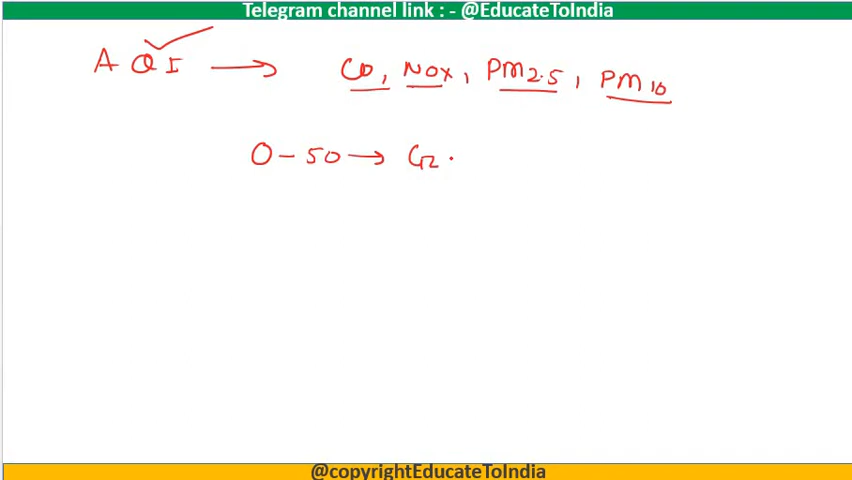 Telegram channel link : - @EducateToIndia
AQI → CO, NOx, PM2.5, PM10
0-50 → G
@copyrightEducateToIndia